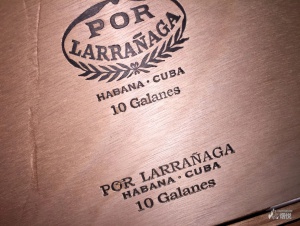 POR
LARRAÑAGA
HABANA • CUBA
10 Galanes
POR LARRAÑAGA
HABANA • CUBA
10 Galanes